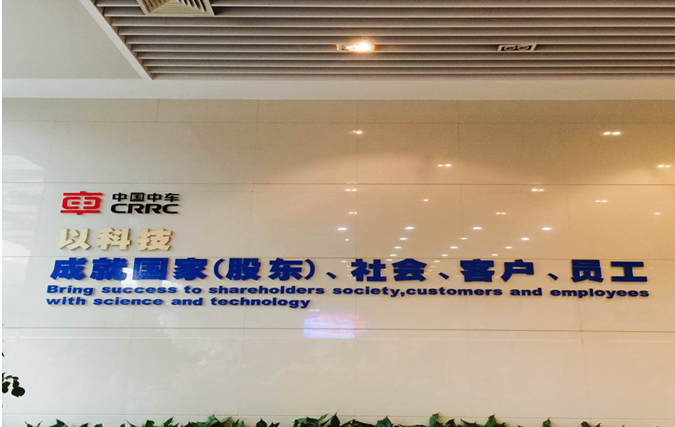 中国中车
CRRC
以科技
成就国家(股东)、社会、客户、员工
Bring success to shareholders society,customers and employees
with science and technology